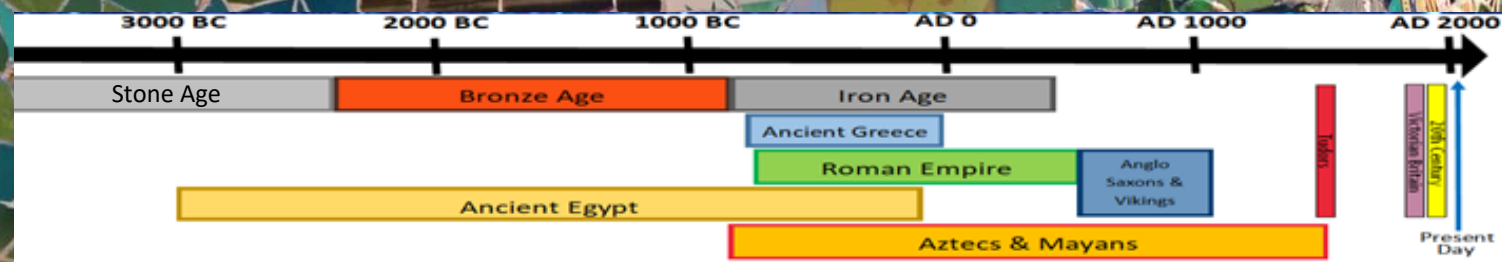 3000 BC 2000 BC 1000 BC AD 0 AD 1000 AD 2000
Stone Age Bronze Age Iron Age
Ancient Greece
Roman Empire
Anglo
Saxons &
Vikings
Tudors
Victorian Britain
20th Century
Ancient Egypt
Aztecs & Mayans
Present
Day